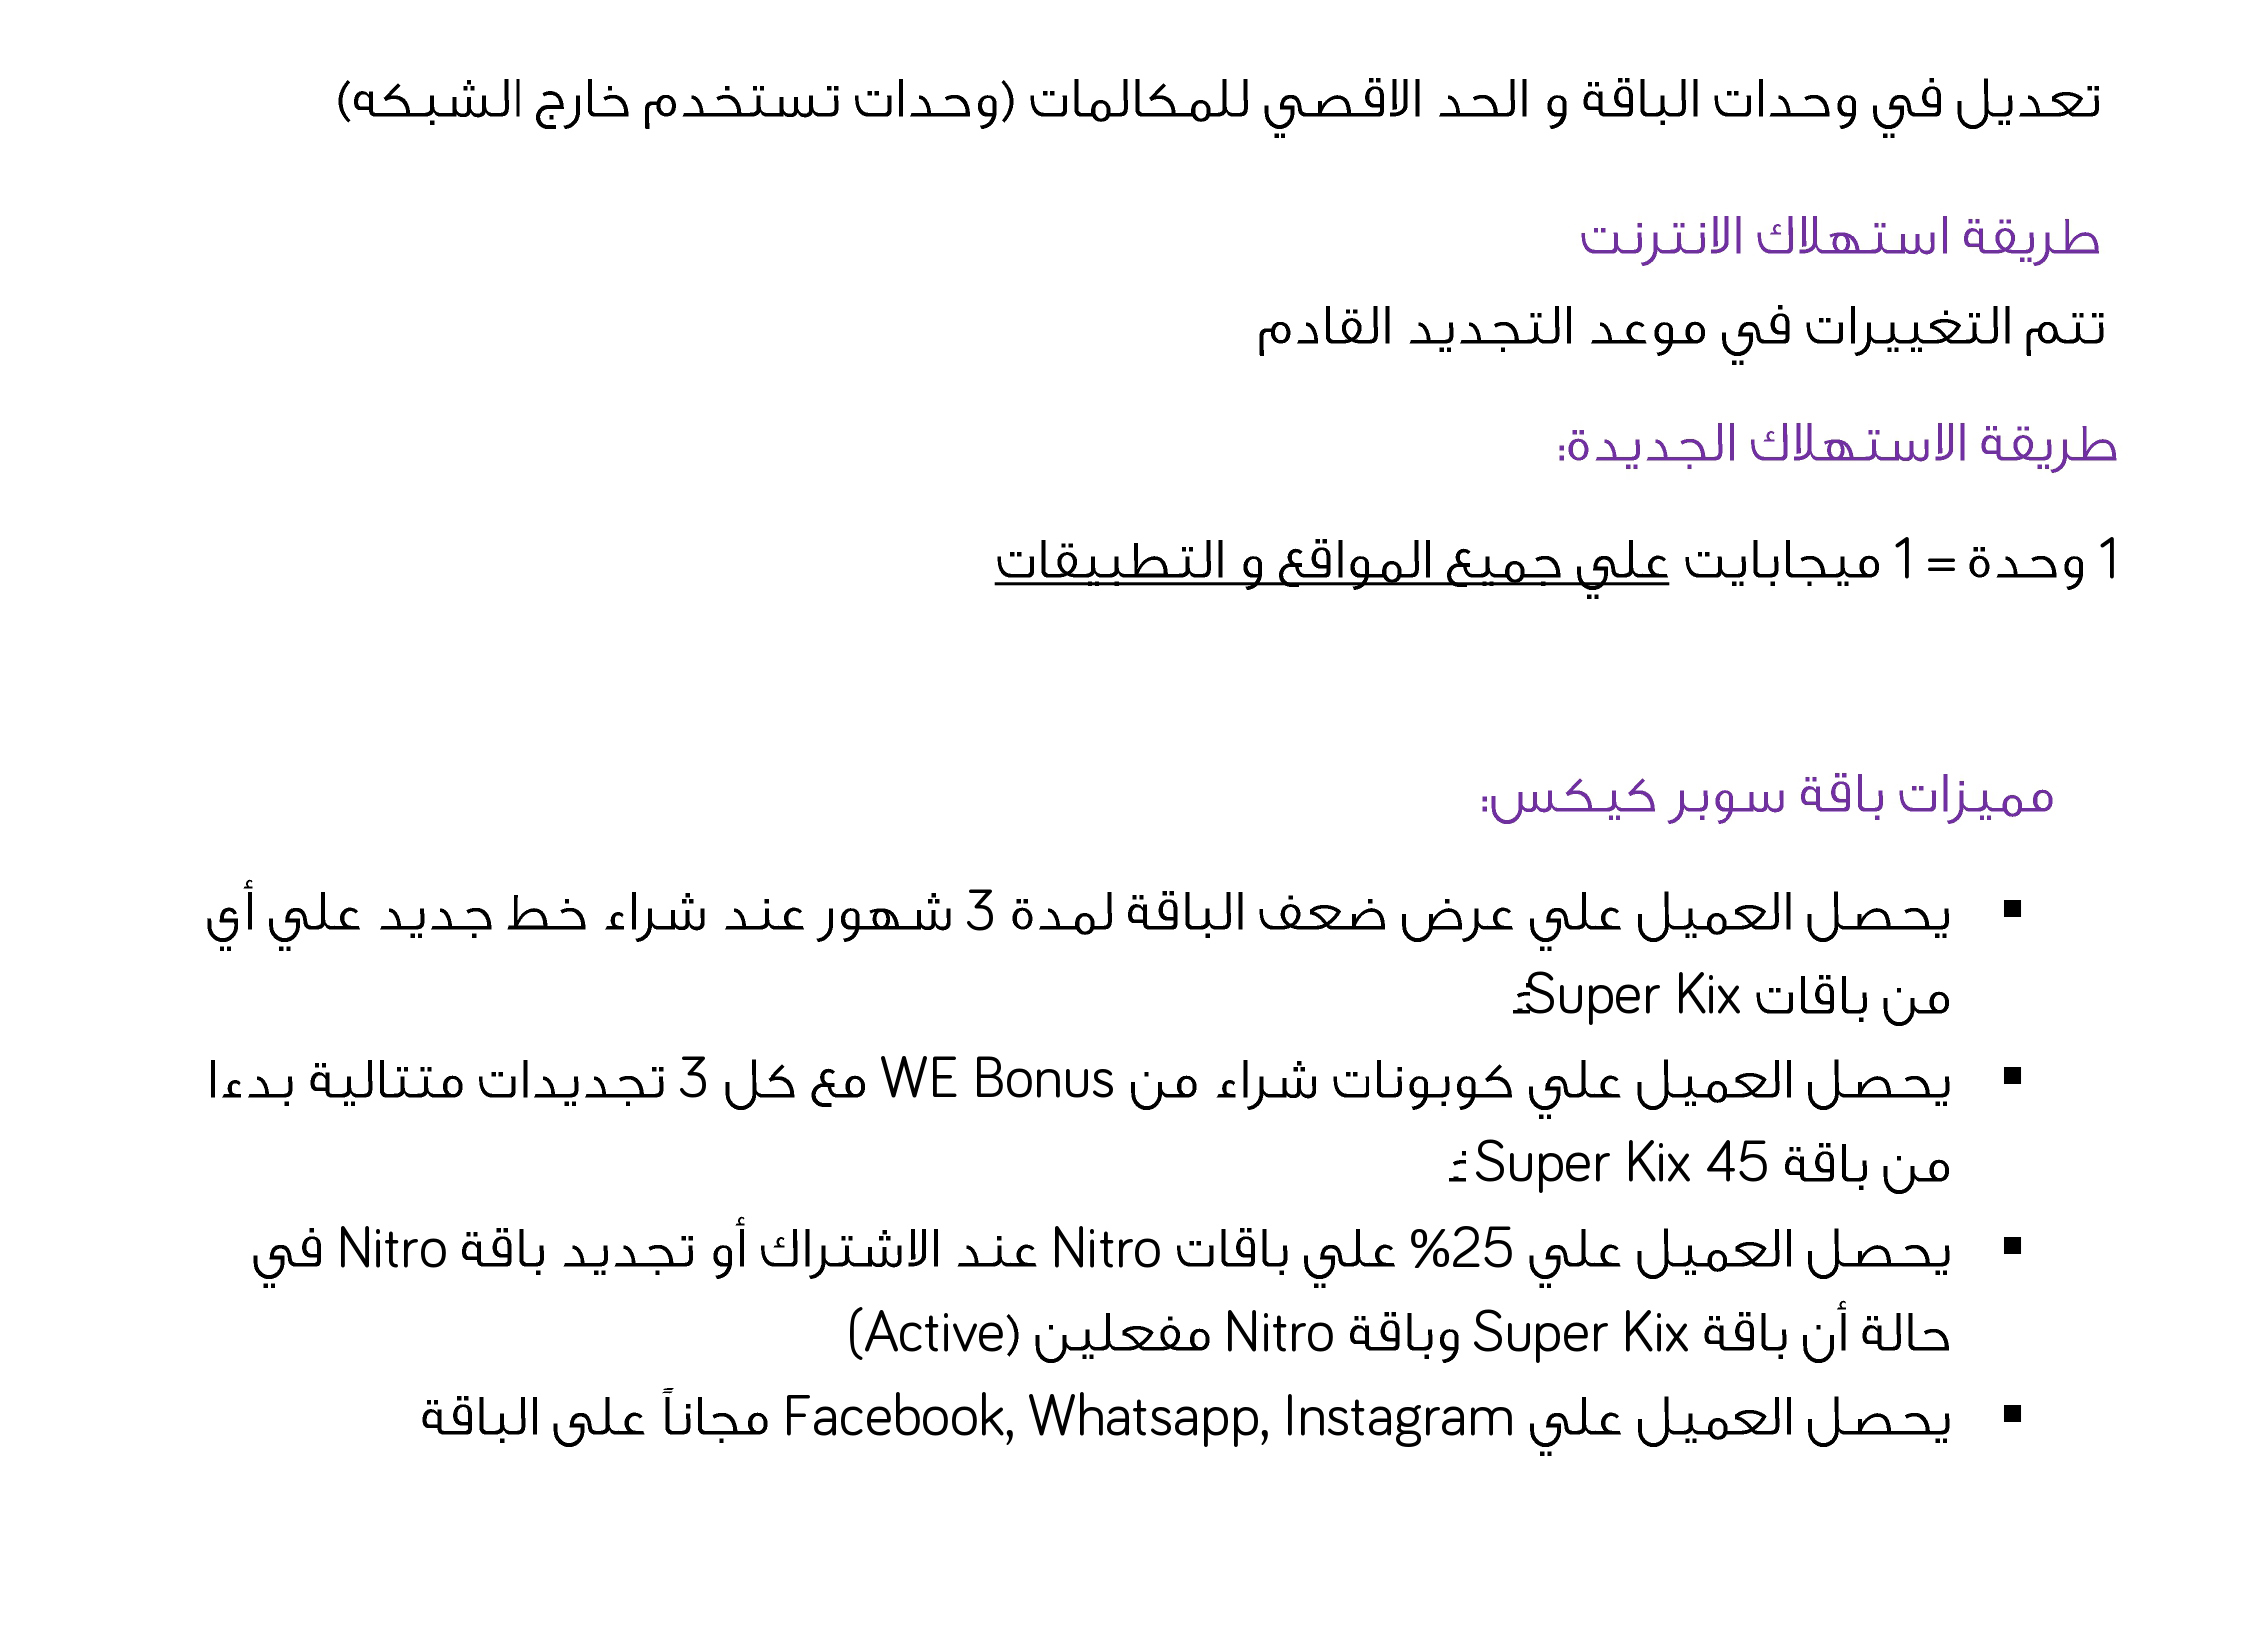 تعديل في وحدات الباقة و الحد الاقصي للمكالمات (وحدات تستخدم خارج الشبكه)
طريقة استهلاك الانترنت
تتم التغييرات في موعد التجديد القادم
طريقة الاستهلاك الجديدة:
1 وحدة = 1 ميجابايت علي جميع المواقع و التطبيقات
مميزات باقة سوبر كيكس:
▪ يحصل العميل علي عرض ضعف الباقة لمدة 3 شهور عند شراء خط جديد علي أي
من باقات Super Kix
▪ يحصل العميل علي كوبونات شراء من WE Bonus مع كل 3 تجديدات متتالية بدءا
من باقة Super Kix 45
▪ يحصل العميل علي 25% علي باقات Nitro عند الاشتراك أو تجديد باقة Nitro في
حالة أن باقة Super Kix وباقة Nitro مفعلين (Active)
▪ يحصل العميل علي Facebook, Whatsapp, Instagram مجاناً على الباقة